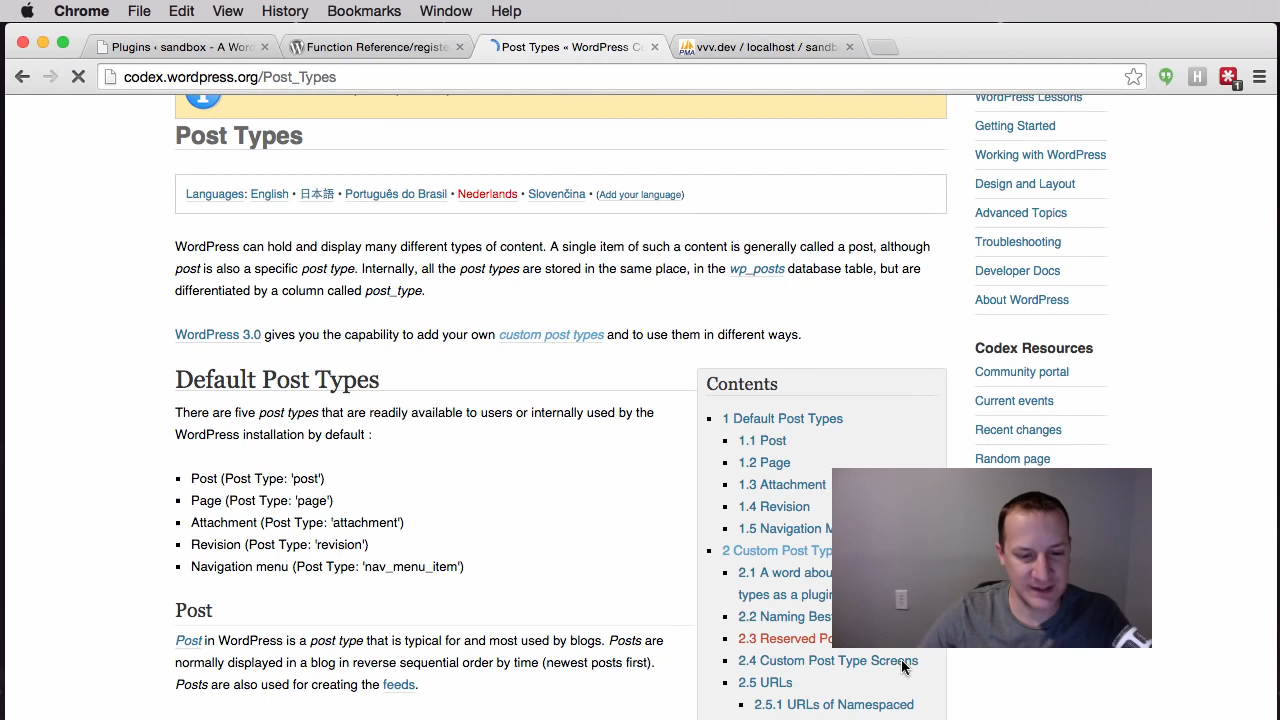 Chrome File Edit View History Bookmarks Window Help
Plugins ‹ sandbox - A Wor
Function Reference/registe
Post Types « WordPress C
vvv.dev / localhost / sandb
codex.wordpress.org/Post_Types
H
1
Post Types
Languages: English • 日本語 • Português do Brasil • Nederlands • Slovenčina • (Add your language)
WordPress can hold and display many different types of content. A single item of such a content is generally called a post, although
post is also a specific post type. Internally, all the post types are stored in the same place, in the wp_posts database table, but are
differentiated by a column called post_type.
WordPress 3.0 gives you the capability to add your own custom post types and to use them in different ways.
Default Post Types
There are five post types that are readily available to users or internally used by the
WordPress installation by default :
Post (Post Type: 'post')
Page (Post Type: 'page')
Attachment (Post Type: 'attachment')
Revision (Post Type: 'revision')
Navigation menu (Post Type: 'nav_menu_item')
Post
Post in WordPress is a post type that is typical for and most used by blogs. Posts are
normally displayed in a blog in reverse sequential order by time (newest posts first).
Posts are also used for creating the feeds.
Contents
1 Default Post Types
1.1 Post
1.2 Page
1.3 Attachment
1.4 Revision
1.5 Navigation M
2 Custom Post Typ
2.1 A word abou
types as a plugin
2.2 Naming Bes
2.3 Reserved Po
2.4 Custom Post Type Screens
2.5 URLs
2.5.1 URLs of Namespaced
WordPress Lessons
Getting Started
Working with WordPress
Design and Layout
Advanced Topics
Troubleshooting
Developer Docs
About WordPress
Codex Resources
Community portal
Current events
Recent changes
Random page